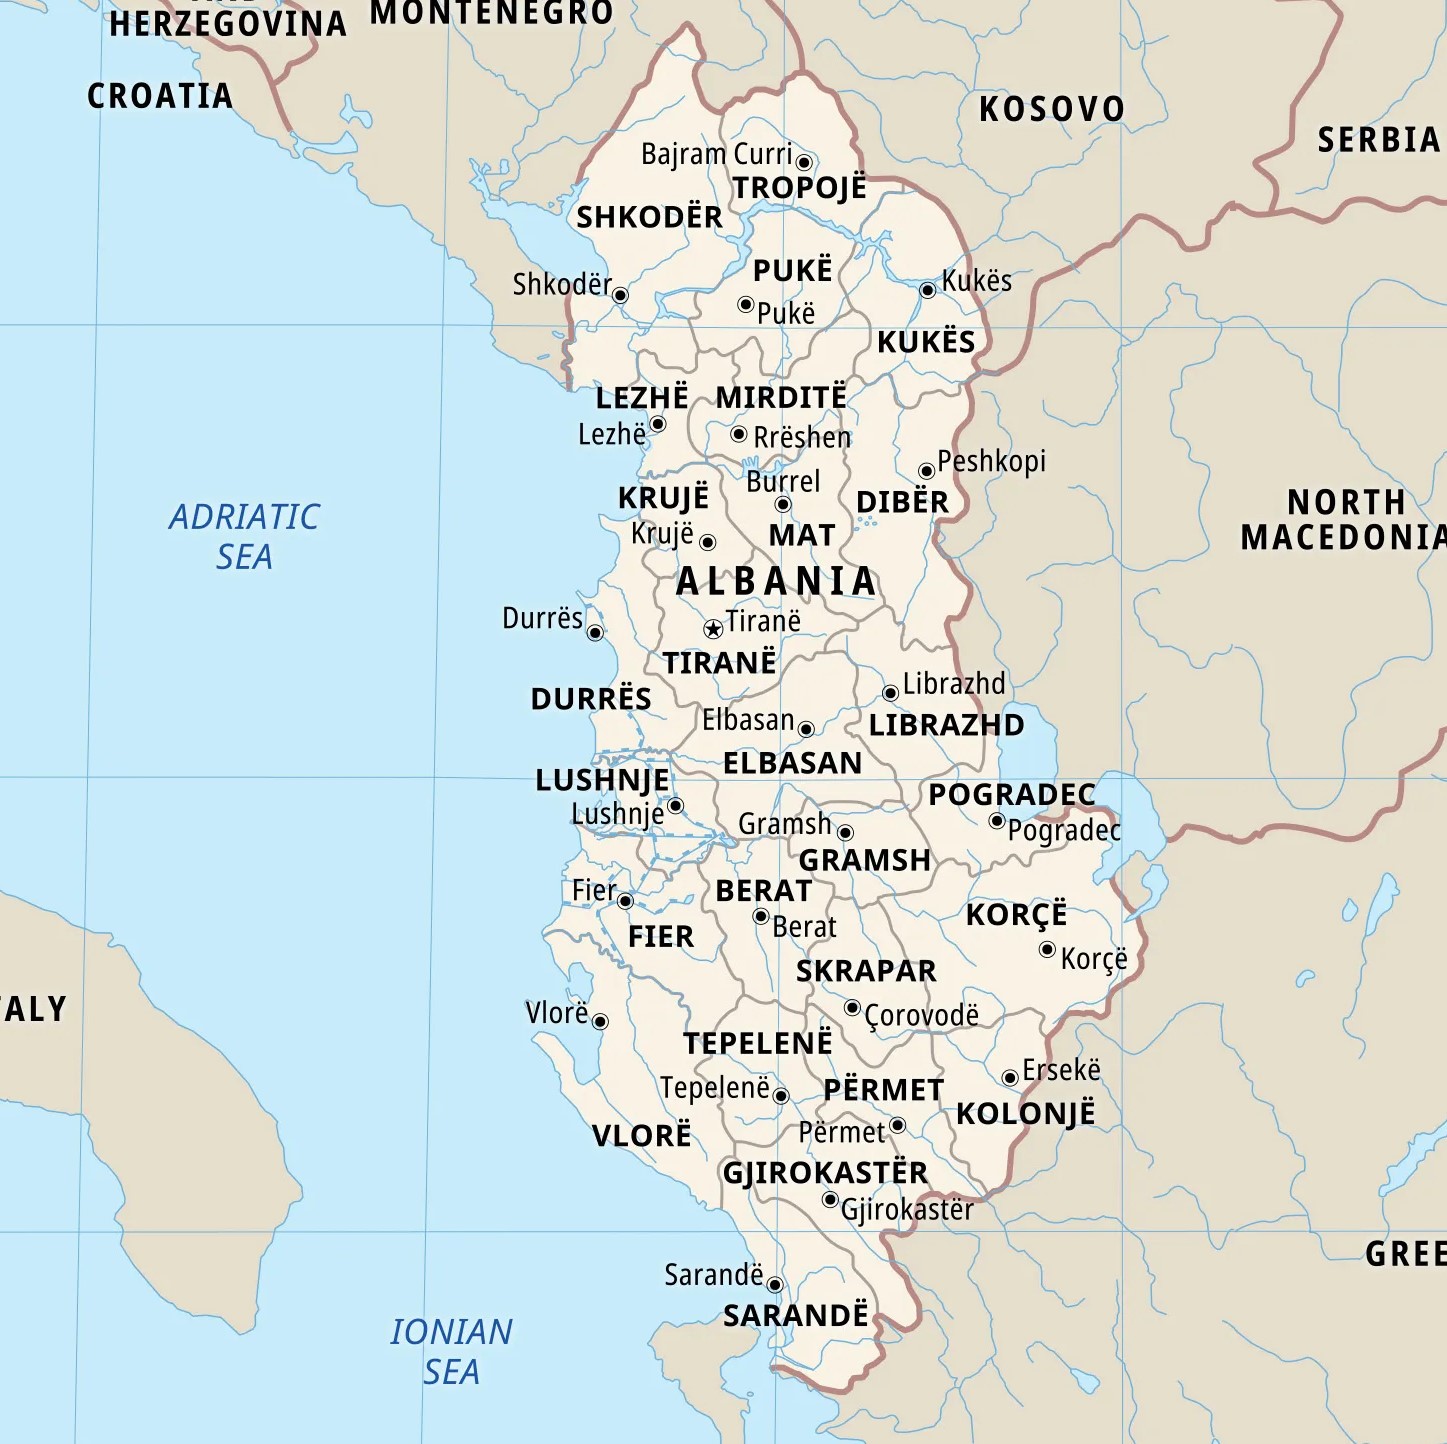 HERZEGOVINA
MONTENEGRO
CROATIA
KOSOVO
SERBIA
Bajram Curri
TROPOJË
SHKODËR
PUKË
Shkodër
Kukës
Pukë
KUKËS
LEZHË
MIRDITË
Lezhë
Rrëshen
Peshkopi
Burrel
KRUJË
DIBËR
NORTH
MACEDONIA
ADRIATIC
SEA
Krujë
MAT
ALBANIA
Durrës
Tiranë
TIRANË
Librazhd
DURRËS
Elbasan
LIBRAZHD
ELBASAN
LUSHNJE
POGRADEC
Lushnje
Gramsh
Pogradec
GRAMSH
Fier
BERAT
KORÇË
Berat
FIER
Korçë
SKRAPAR
TALY
Vlorë
Çorovodë
TEPELENË
Ersekë
Tepelenë
PËRMET
KOLONJË
VLORË
Përmet
GJIROKASTËR
Gjirokastër
GREE
Sarandë
SARANDË
IONIAN
SEA